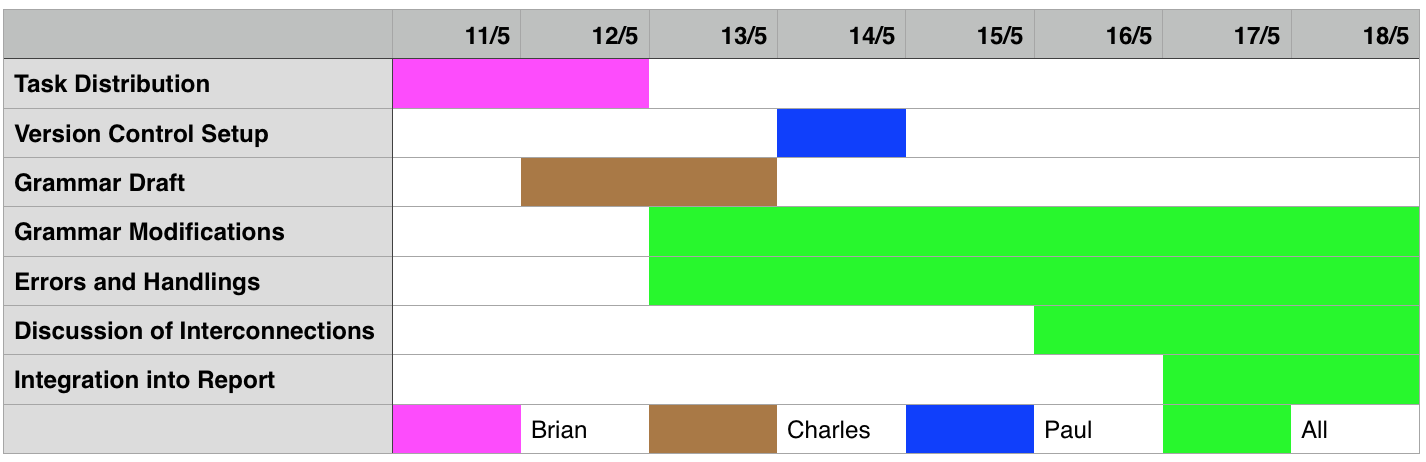 11/5 12/5 13/5 14/5 15/5 16/5 17/5 18/5
Task Distribution
Version Control Setup
Grammar Draft
Grammar Modifications
Errors and Handlings
Discussion of Interconnections
Integration into Report
Brian Charles Paul All